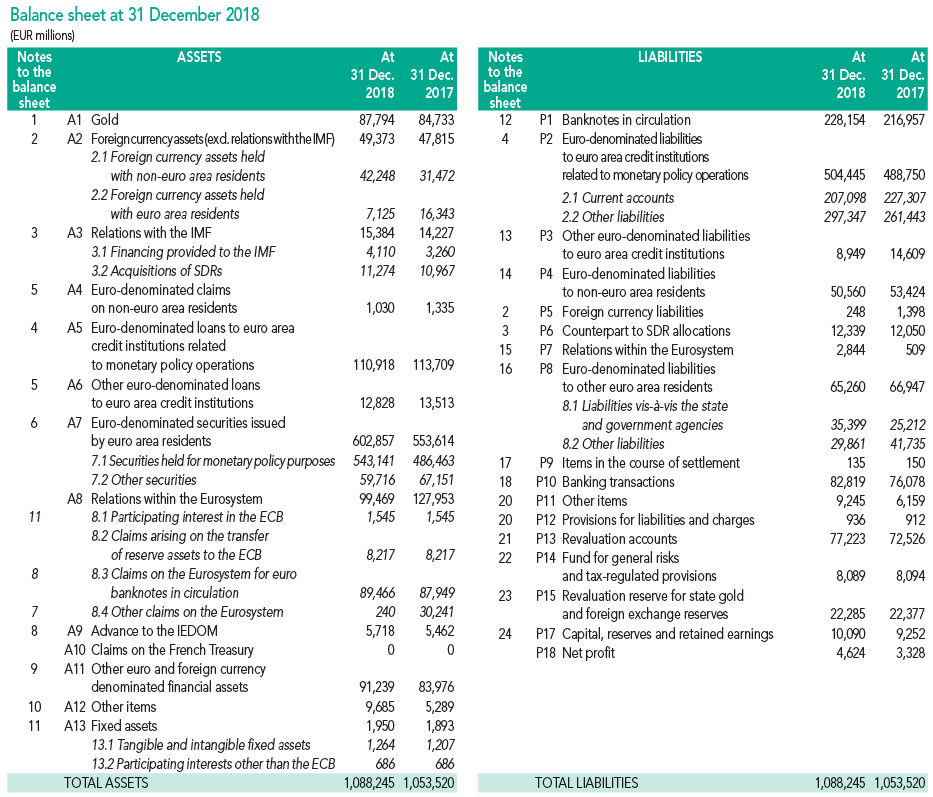 Balance sheet at 31 December 2018
(EUR millions)
Notes to the balance sheet ASSETS At 31 Dec. 2018 At 31 Dec. 2017
1 A1 Gold 87,794 84,733
2 A2 Foreign currency assets (excl. relations with the IMF) 49,373 47,815
2.1 Foreign currency assets held
with non-euro area residents 42,248 31,472
2.2 Foreign currency assets held
with euro area residents 7,125 16,343
3 A3 Relations with the IMF 15,384 14,227
3.1 Financing provided to the IMF 4,110 3,260
3.2 Acquisitions of SDRs 11,274 10,967
5 A4 Euro-denominated claims
on non-euro area residents 1,030 1,335
4 A5 Euro-denominated loans to euro area
credit institutions related
to monetary policy operations 110,918 113,709
5 A6 Other euro-denominated loans
to euro area credit institutions 12,828 13,513
6 A7 Euro-denominated securities issued
by euro area residents 602,857 553,614
7.1 Securities held for monetary policy purposes 543,141 486,463
7.2 Other securities 59,716 67,151
A8 Relations within the Eurosystem 99,469 127,953
11 8.1 Participating interest in the ECB 1,545 1,545
8.2 Claims arising on the transfer
of reserve assets to the ECB 8,217 8,217
8 8.3 Claims on the Eurosystem for euro
banknotes in circulation 89,466 87,949
7 8.4 Other claims on the Eurosystem 240 30,241
8 A9 Advance to the IEDOM 5,718 5,462
A10 Claims on the French Treasury 0 0
9 A11 Other euro and foreign currency
denominated financial assets 91,239 83,976
10 A12 Other items 9,685 5,289
11 A13 Fixed assets 1,950 1,893
13.1 Tangible and intangible fixed assets 1,264 1,207
13.2 Participating interests other than the ECB 686 686
TOTAL ASSETS 1,088,245 1,053,520
Notes to the balance sheet LIABILITIES At 31 Dec. 2018 At 31 Dec. 2017
12 P1 Banknotes in circulation 228,154 216,957
4 P2 Euro-denominated liabilities
to euro area credit institutions
related to monetary policy operations 504,445 488,750
2.1 Current accounts 207,098 227,307
2.2 Other liabilities 297,347 261,443
13 P3 Other euro-denominated liabilities
to euro area credit institutions 8,949 14,609
14 P4 Euro-denominated liabilities
to non-euro area residents 50,560 53,424
2 P5 Foreign currency liabilities 248 1,398
3 P6 Counterpart to SDR allocations 12,339 12,050
15 P7 Relations within the Eurosystem 2,844 509
16 P8 Euro-denominated liabilities
to other euro area residents 65,260 66,947
8.1 Liabilities vis-à-vis the state
and government agencies 35,399 25,212
8.2 Other liabilities 29,861 41,735
17 P9 Items in the course of settlement 135 150
18 P10 Banking transactions 82,819 76,078
20 P11 Other items 9,245 6,159
20 P12 Provisions for liabilities and charges 936 912
21 P13 Revaluation accounts 77,223 72,526
22 P14 Fund for general risks
and tax-regulated provisions 8,089 8,094
23 P15 Revaluation reserve for state gold
and foreign exchange reserves 22,285 22,377
24 P17 Capital, reserves and retained earnings 10,090 9,252
P18 Net profit 4,624 3,328
TOTAL LIABILITIES 1,088,245 1,053,520